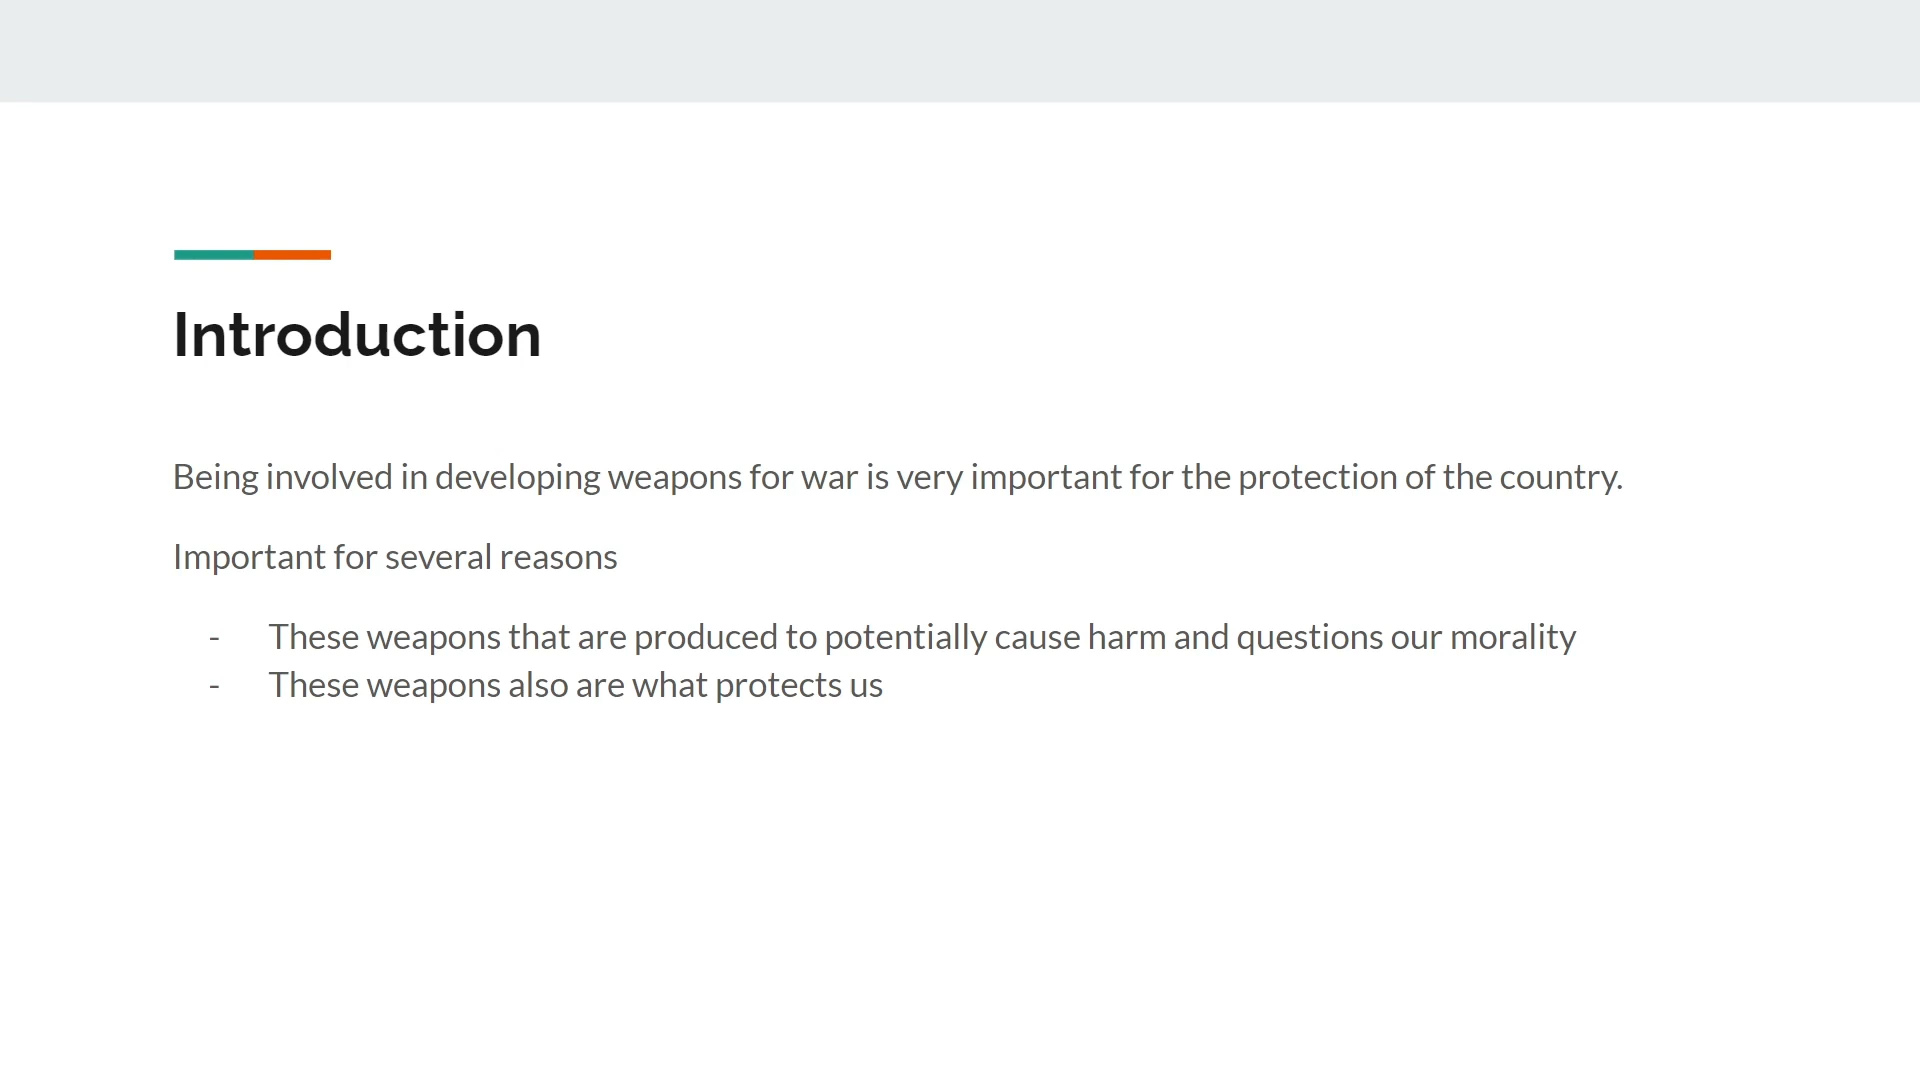 Introduction
Being involved in developing weapons for war is very important for the protection of the country.
Important for several reasons
- These weapons that are produced to potentially cause harm and questions our morality
- These weapons also are what protects us